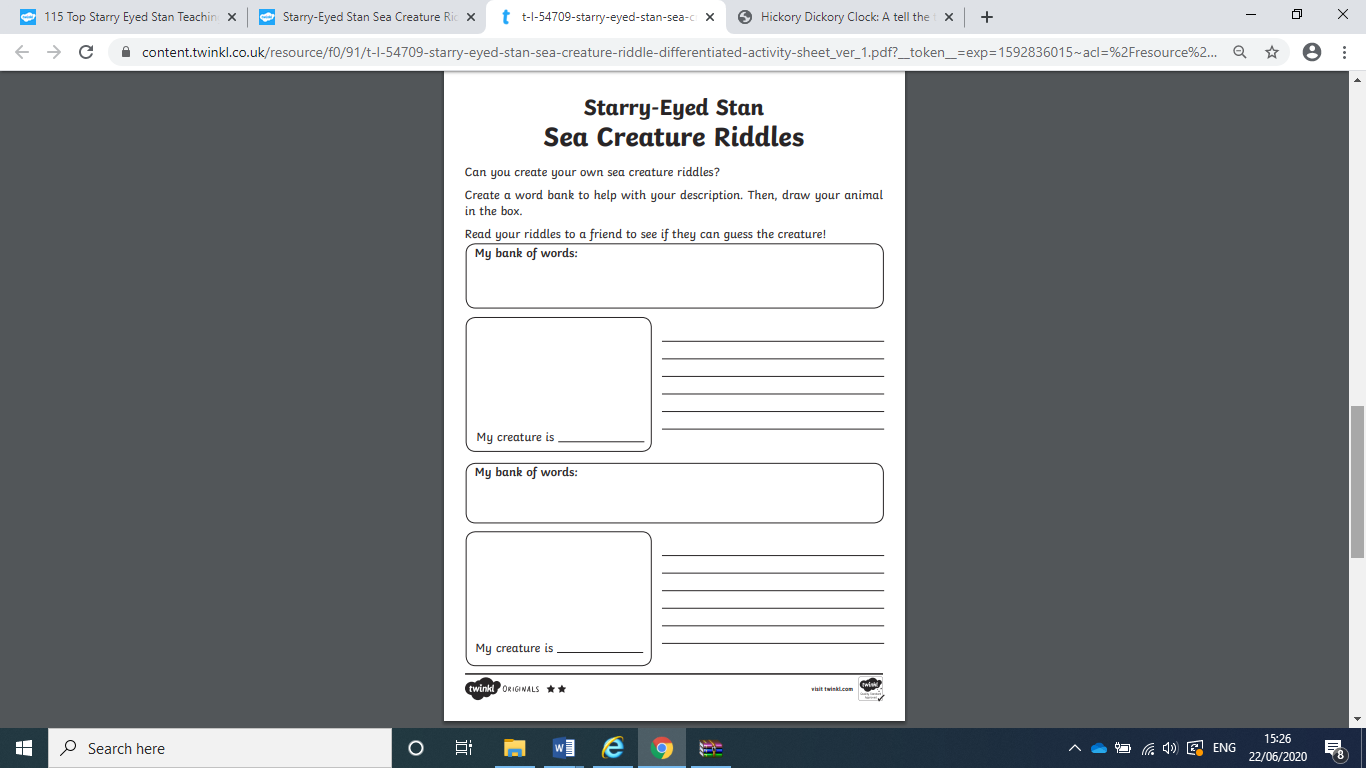 115 Top Starry Eyed Stan Teachin
Starry-Eyed Stan Sea Creature Ric
t-l-54709-starry-eyed-stan-sea-c
Hickory Dickory Clock: A tell the
content.twinkl.co.uk/resource/f0/91/t-l-54709-starry-eyed-stan-sea-creature-riddle-differentiated-activity-sheet_ver_1.pdf?__token__=exp=1592836015~acl=%2Fresource%2...
Starry-Eyed Stan
Sea Creature Riddles
Can you create your own sea creature riddles?
Create a word bank to help with your description. Then, draw your animal
in the box.
Read your riddles to a friend to see if they can guess the creature!
My bank of words:
My creature is
My bank of words:
My creature is
twinkl ORIGINALS
visit twinkl.com
twinkl
Search here
ENG
15:26
22/06/2020
8